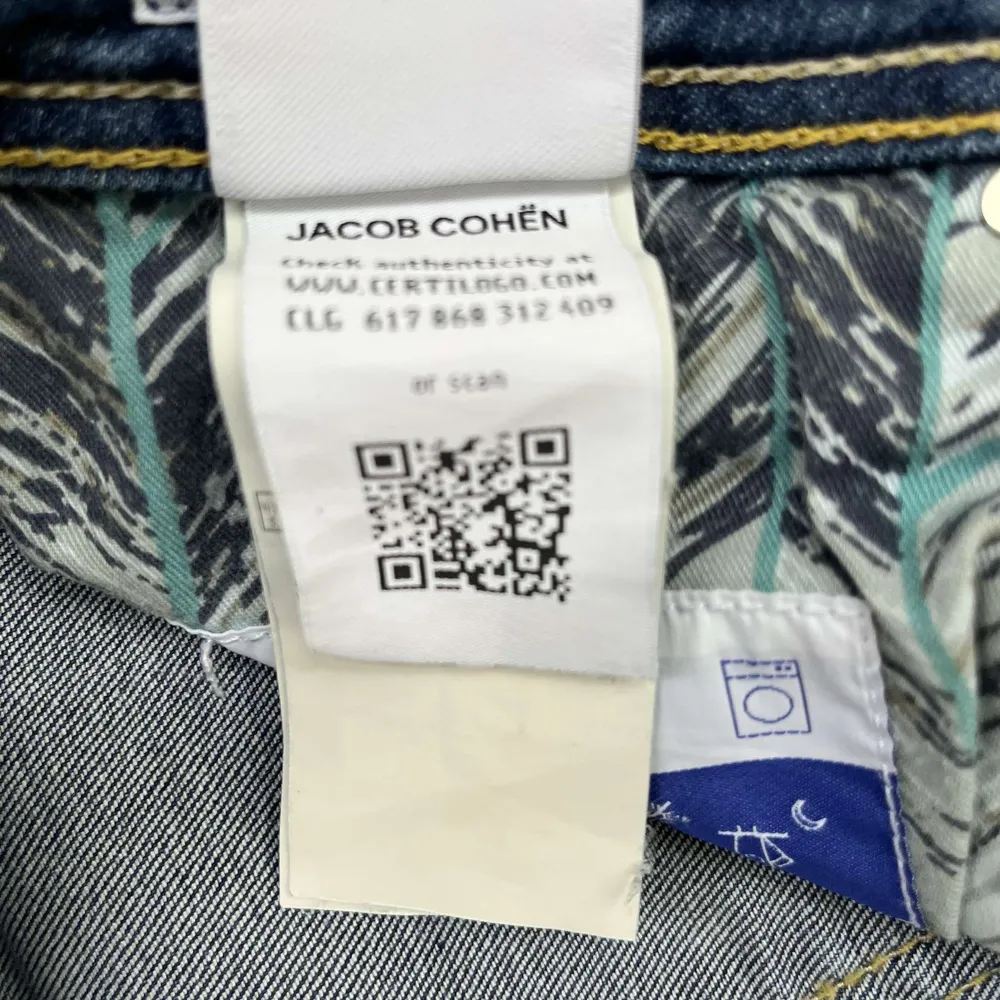 JACOB COHËN
Check authenticity at
WWW.CERTILOGO.COM
CLG 617 868 312 409
or scan